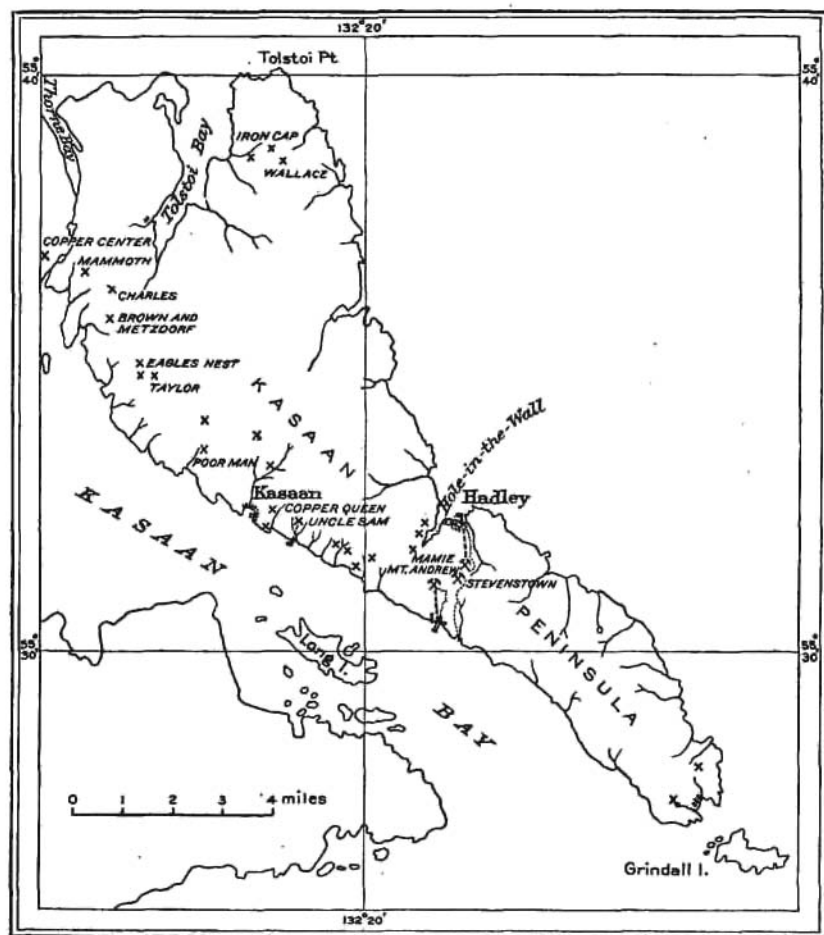 132°20'
Tolstoi Pt
55°
40'
55°
40'
Thorne Bay
Tolstoi Bay
IRON CAP
WALLACE
COPPER CENTER
MAMMOTH
CHARLES
BROWN AND
METZDORF
EAGLES NEST
TAYLOR
KASAAN
POOR MAN
Hole-in-the-Wall
Kasaan
Hadley
COPPER QUEEN
UNCLE SAM
KASAAN
MAMIE
MT. ANDREW
STEVENSTOWN
PENINSULA
55°
30'
55°
30'
Long I.
BAY
0 1 2 3 4 miles
Grindall I.
132°20'